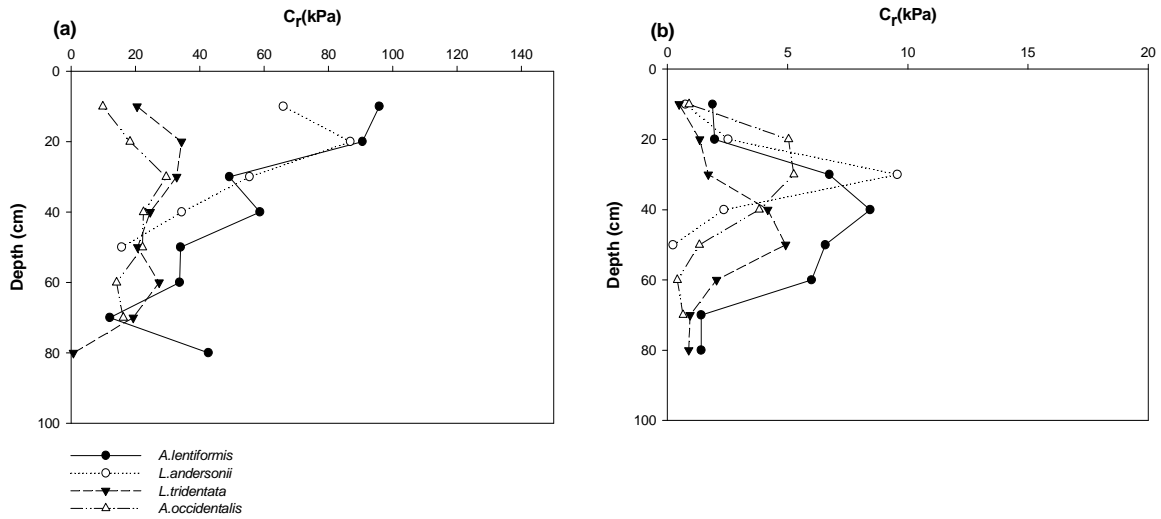 (a)
Cr(kPa)
0 20 40 60 80 100 120 140
0
20
40
60
80
100
Depth (cm)
A.lentiformis
L.andersonii
L.tridentata
A.occidentalis
(b)
Cr(kPa)
0 5 10 15 20
0
20
40
60
80
100
Depth (cm)